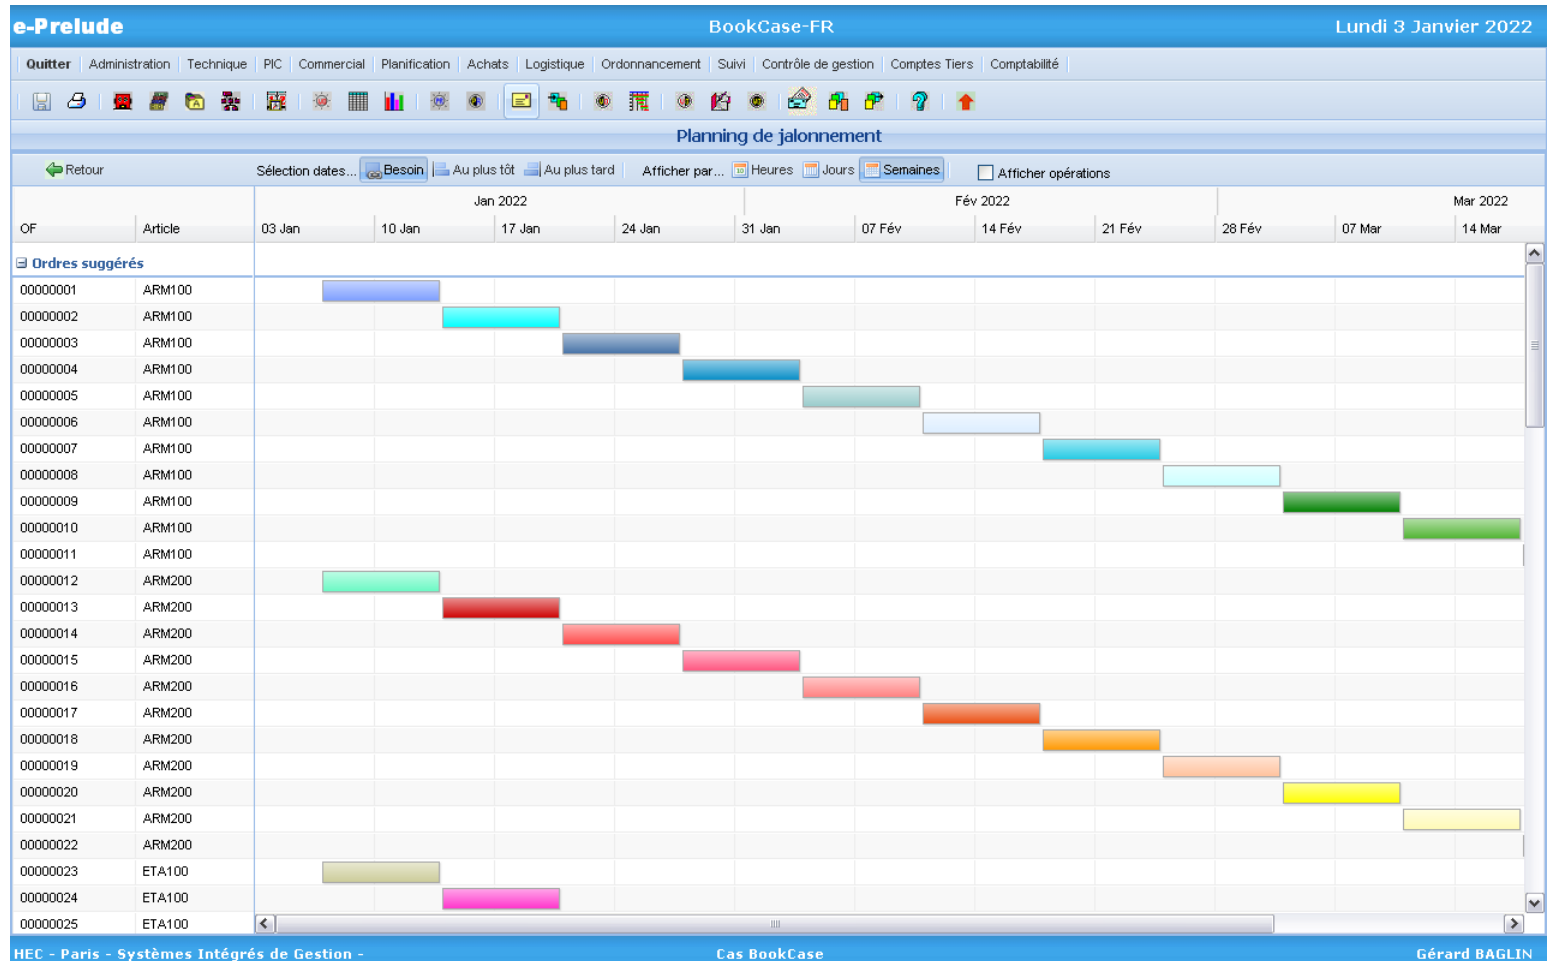 e-Prelude BookCase-FR Lundi 3 Janvier 2022
Quitter Administration Technique PIC Commercial Planification Achats Logistique Ordonnancement Suivi Contrôle de gestion Comptes Tiers Comptabilité
Planning de jalonnement
Retour Sélection dates... Besoin Au plus tôt Au plus tard Afficher par... Heures Jours Semaines Afficher opérations
Jan 2022 Fév 2022 Mar 2022
OF Article 03 Jan 10 Jan 17 Jan 24 Jan 31 Jan 07 Fév 14 Fév 21 Fév 28 Fév 07 Mar 14 Mar
Ordres suggérés
00000001 ARM100
00000002 ARM100
00000003 ARM100
00000004 ARM100
00000005 ARM100
00000006 ARM100
00000007 ARM100
00000008 ARM100
00000009 ARM100
00000010 ARM100
00000011 ARM100
00000012 ARM200
00000013 ARM200
00000014 ARM200
00000015 ARM200
00000016 ARM200
00000017 ARM200
00000018 ARM200
00000019 ARM200
00000020 ARM200
00000021 ARM200
00000022 ARM200
00000023 ETA100
00000024 ETA100
00000025 ETA100
HEC - Paris - Systèmes Intégrés de Gestion - Cas BookCase Gérard BAGLIN